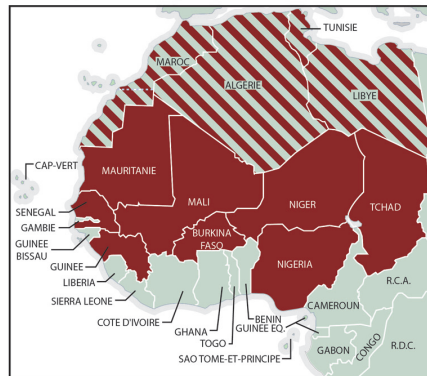 TUNISIE
MAROC
ALGERIE
LIBYE
CAP-VERT
MAURITANIE
MALI
NIGER
TCHAD
SENEGAL
GAMBIE
GUINEE
BISSAU
GUINEE
BURKINA
FASO
NIGERIA
LIBERIA
SIERRA LEONE
COTE D'IVOIRE
GHANA
TOGO
BENIN
GUINEE EQ.
SAO TOME-ET-PRINCIPE
CAMEROUN
R.C.A.
GABON
CONGO
R.D.C.